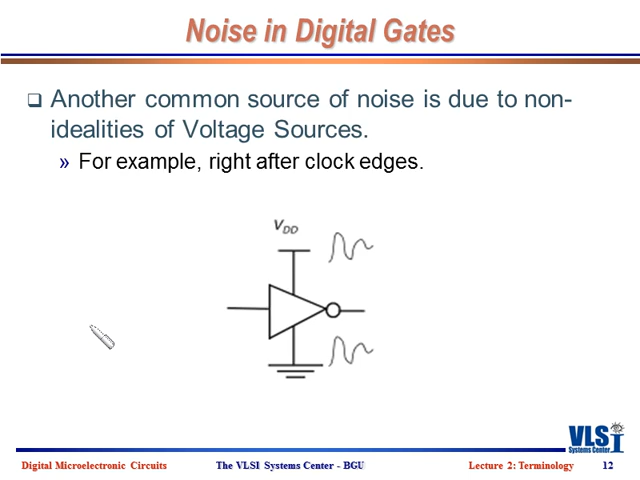 Noise in Digital Gates
❑ Another common source of noise is due to non-
idealities of Voltage Sources.
» For example, right after clock edges.
VDD
VLSI
Systems Center
Digital Microelectronic Circuits The VLSI Systems Center - BGU Lecture 2: Terminology 12